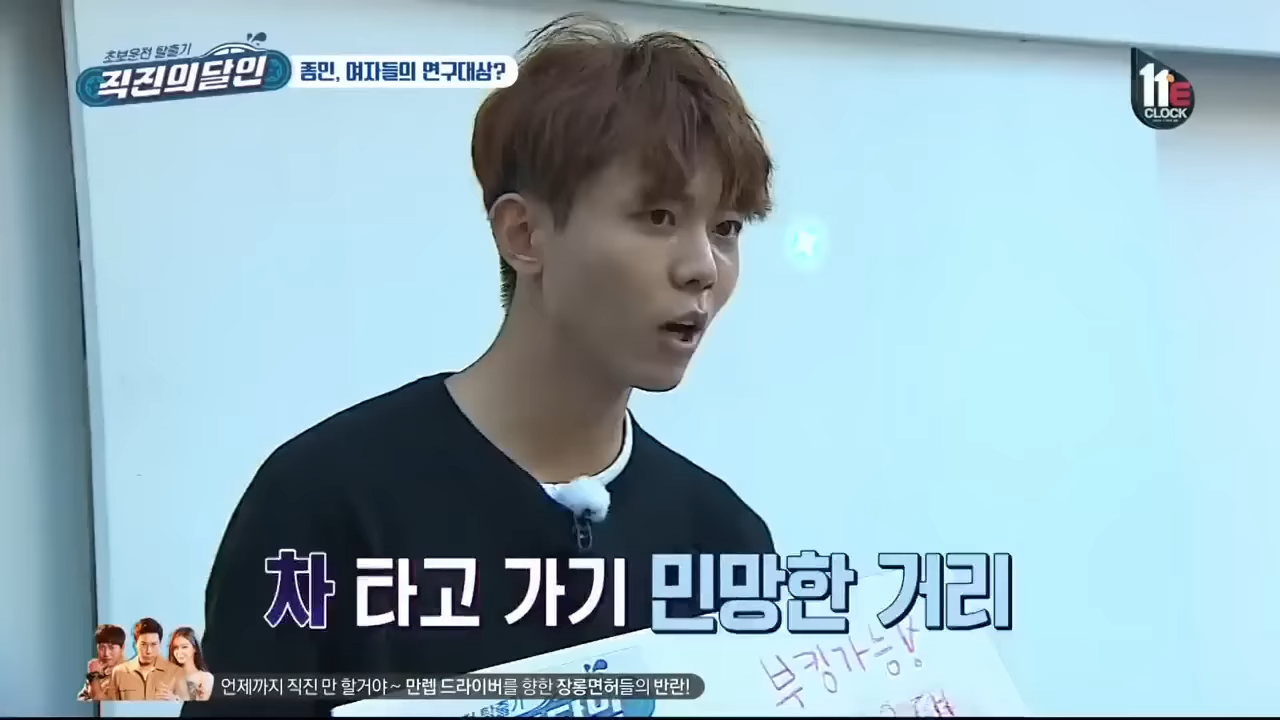 초보운전 탈출기
직진의달인
종민, 여자들의 연구대상?
11E
CLOCK
차 타고 가기 민망한 거리
부킹가능성
언제까지 직진 만 할거야~ 만렙 드라이버를 향한 장롱면허들의 반란!